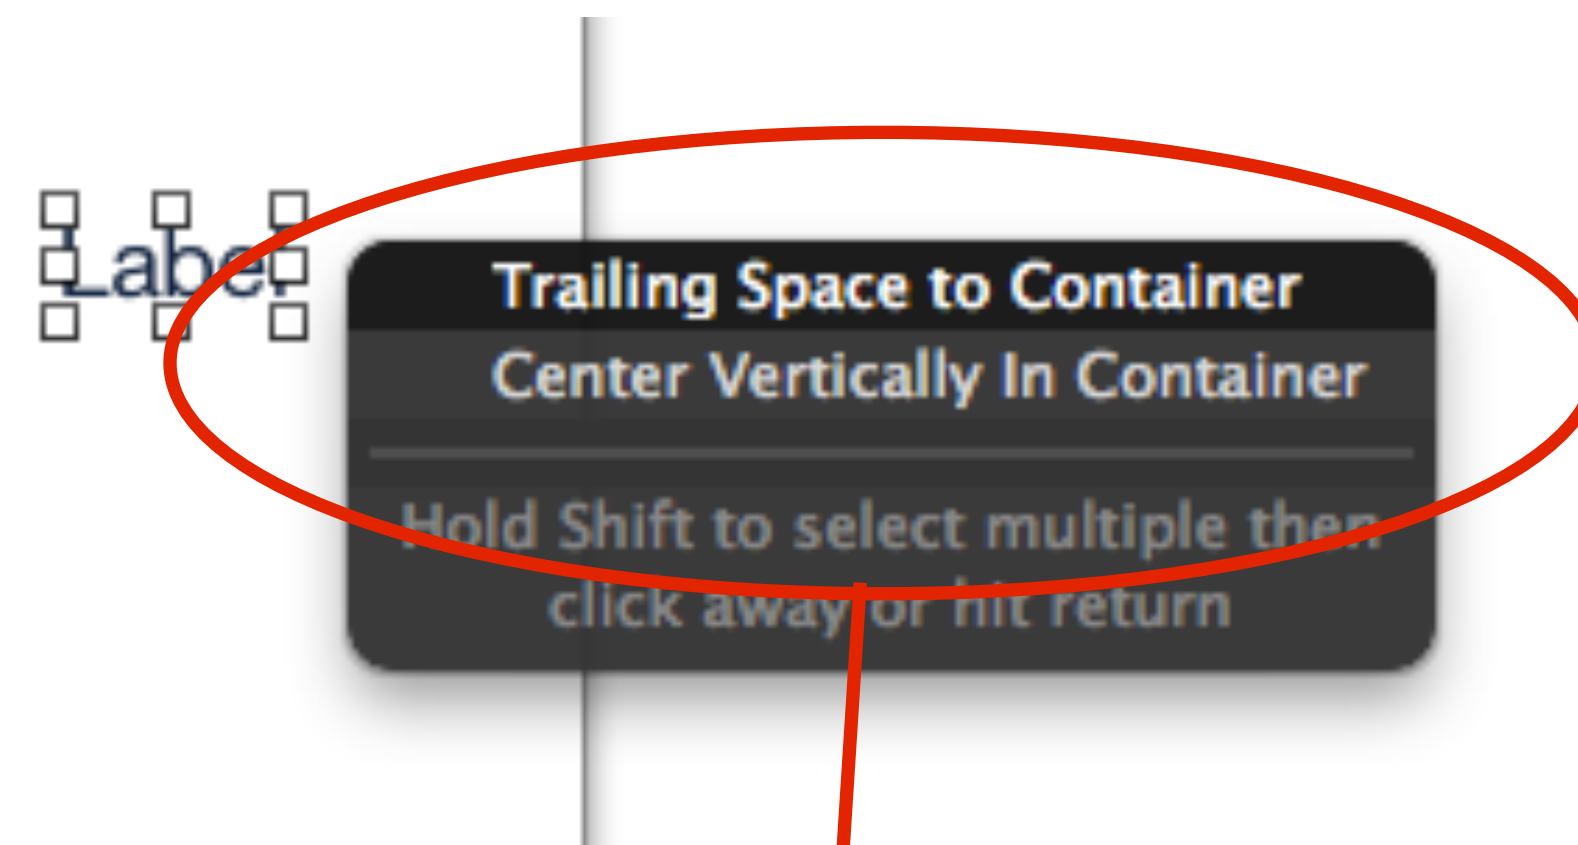 Label
Trailing Space to Container
Center Vertically In Container
Hold Shift to select multiple then
click away or hit return